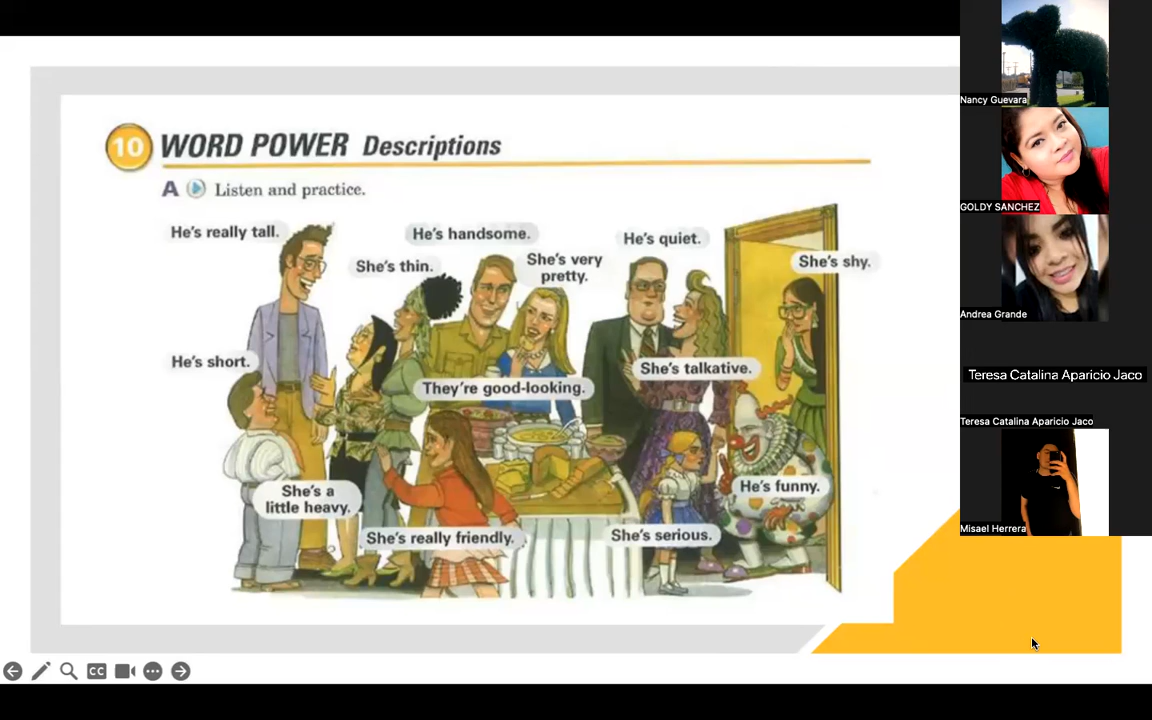 10 WORD POWER Descriptions
A Listen and practice.
He's really tall.
He's handsome.
She's thin.
She's very
pretty.
He's quiet.
She's shy.
He's short.
They're good-looking.
She's talkative.
She's a
little heavy.
He's funny.
She's really friendly.
She's serious.
CC
Nancy Guevara
GOLDY SANCHEZ
Andrea Grande
Teresa Catalina Aparicio Jaco
Teresa Catalina Aparicio Jaco
Misael Herrera